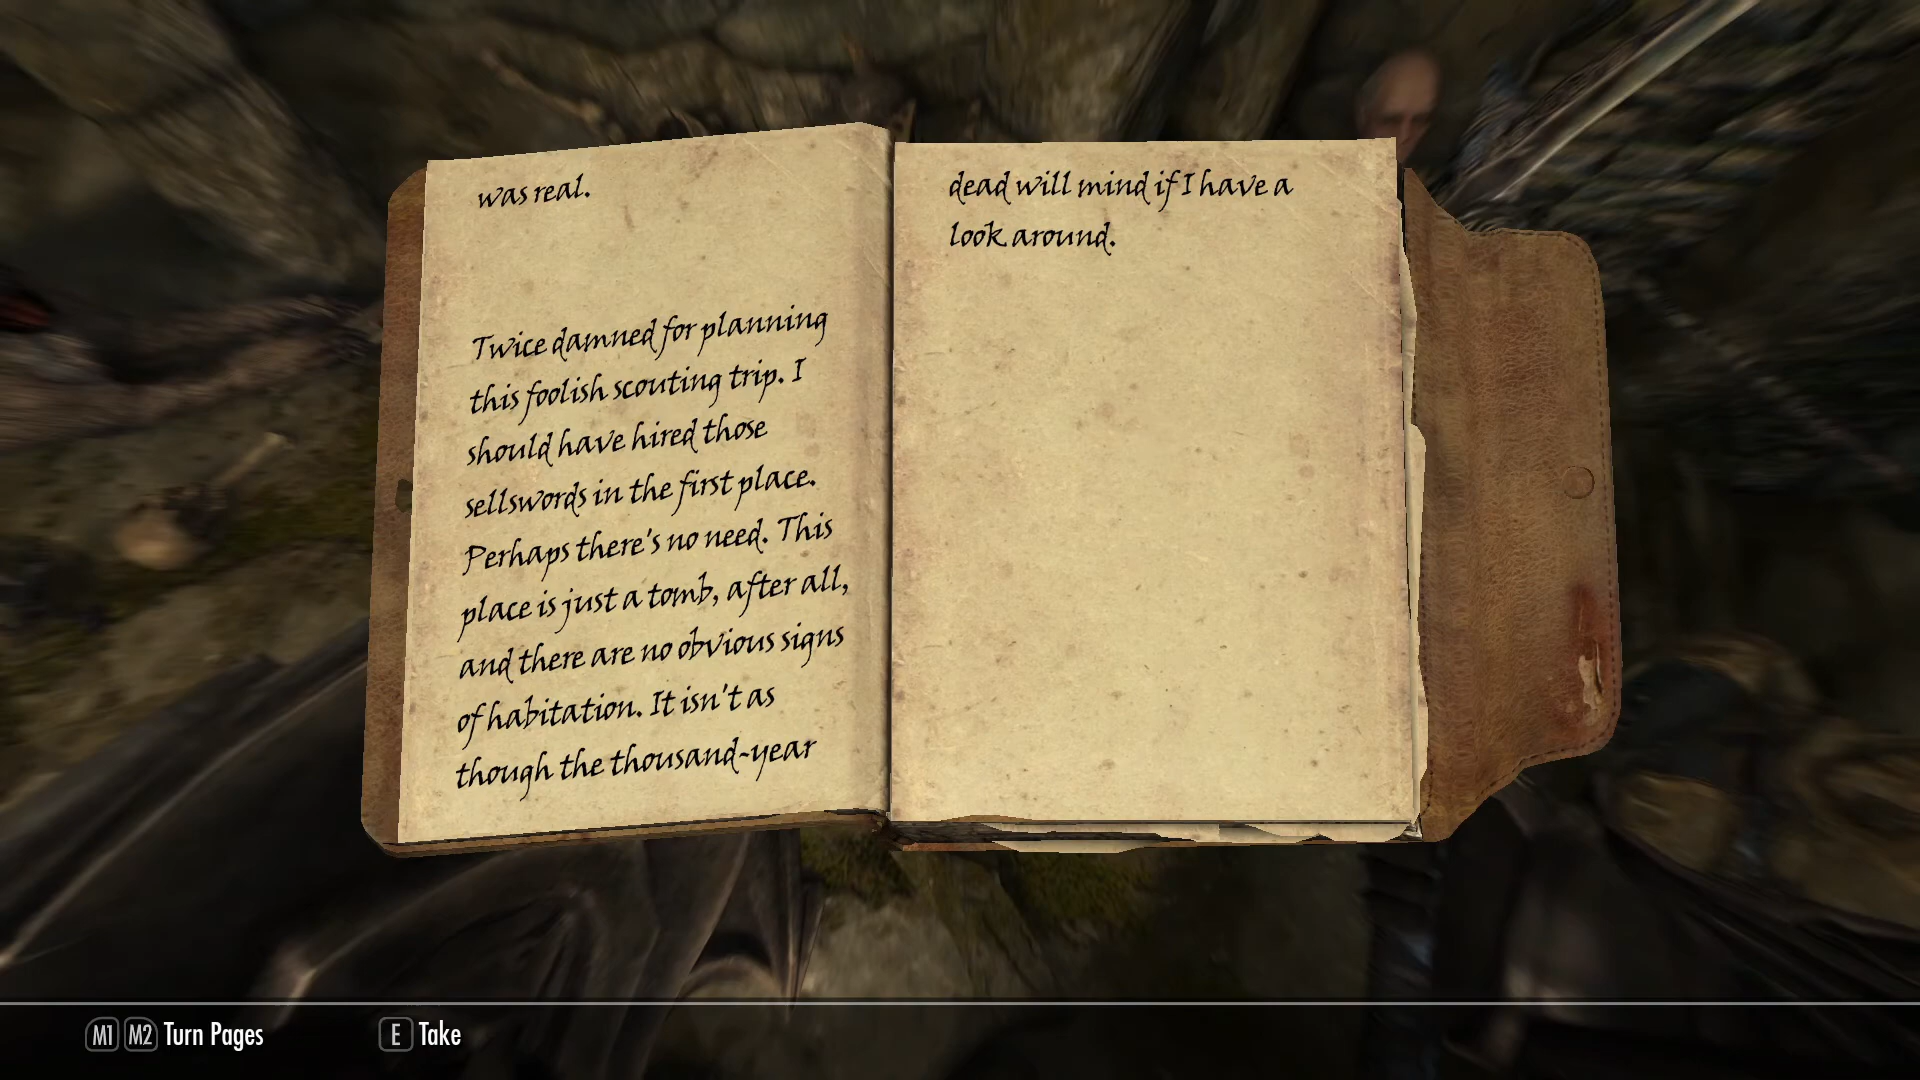 was real.
Twice damned for planning
this foolish scouting trip. I
should have hired those
sellswords in the first place.
Perhaps there's no need. This
place is just a tomb, after all,
and there are no obvious signs
of habitation. It isn't as
though the thousand-year
dead will mind if I have a
look around.
M1 M2 Turn Pages
E Take